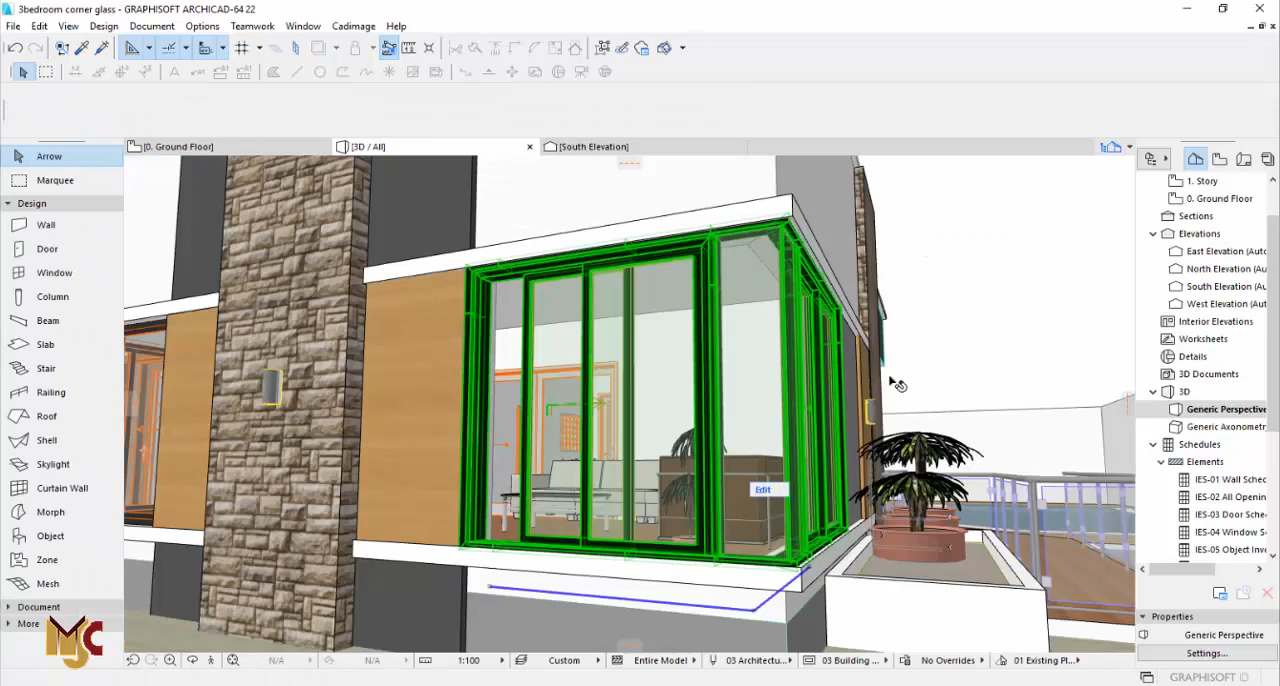 3bedroom corner glass - GRAPHISOFT ARCHICAD-64 22
File Edit View Design Document Options Teamwork Window Cadimage Help
[0. Ground Floor] [3D / All] [South Elevation]
Arrow
Marquee
Design
Wall
Door
Window
Column
Beam
Slab
Stair
Railing
Roof
Shell
Skylight
Curtain Wall
Morph
Object
Zone
Mesh
Document
More
MSC
Edit
1. Story
0. Ground Floor
Sections
Elevations
East Elevation (Auto
North Elevation (Au
South Elevation (Au
West Elevation (Auto
Interior Elevations
Worksheets
Details
3D Documents
3D
Generic Perspective
Generic Axonometry
Schedules
Elements
IES-01 Wall Sched
IES-02 All Opening
IES-03 Door Sche
IES-04 Window S
IES-05 Object Inve
Properties
Generic Perspective
Settings...
N/A N/A 1:100 Custom Entire Model 03 Architectu... 03 Building ... No Overrides 01 Existing Pl...
GRAPHISOFT ID